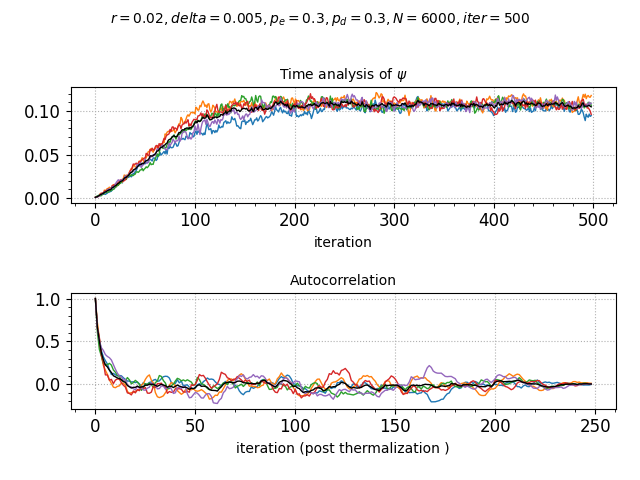 r = 0.02, delta = 0.005, p_e = 0.3, p_d = 0.3, N = 6000, iter = 500
Time analysis of ψ
0.10
0.05
0.00
0 100 200 300 400 500
iteration
Autocorrelation
1.0
0.5
0.0
0 50 100 150 200 250
iteration (post thermalization )